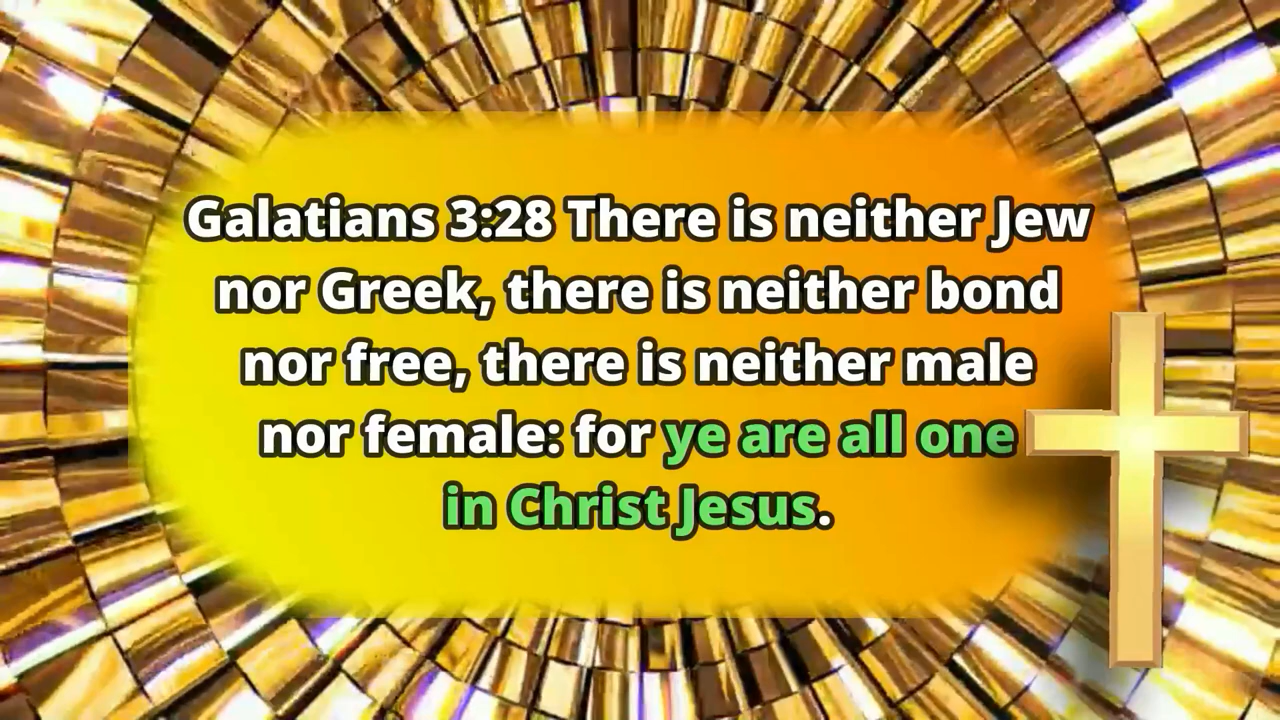 Galatians 3:28 There is neither Jew
nor Greek, there is neither bond
nor free, there is neither male
nor female: for ye are all one
in Christ Jesus.